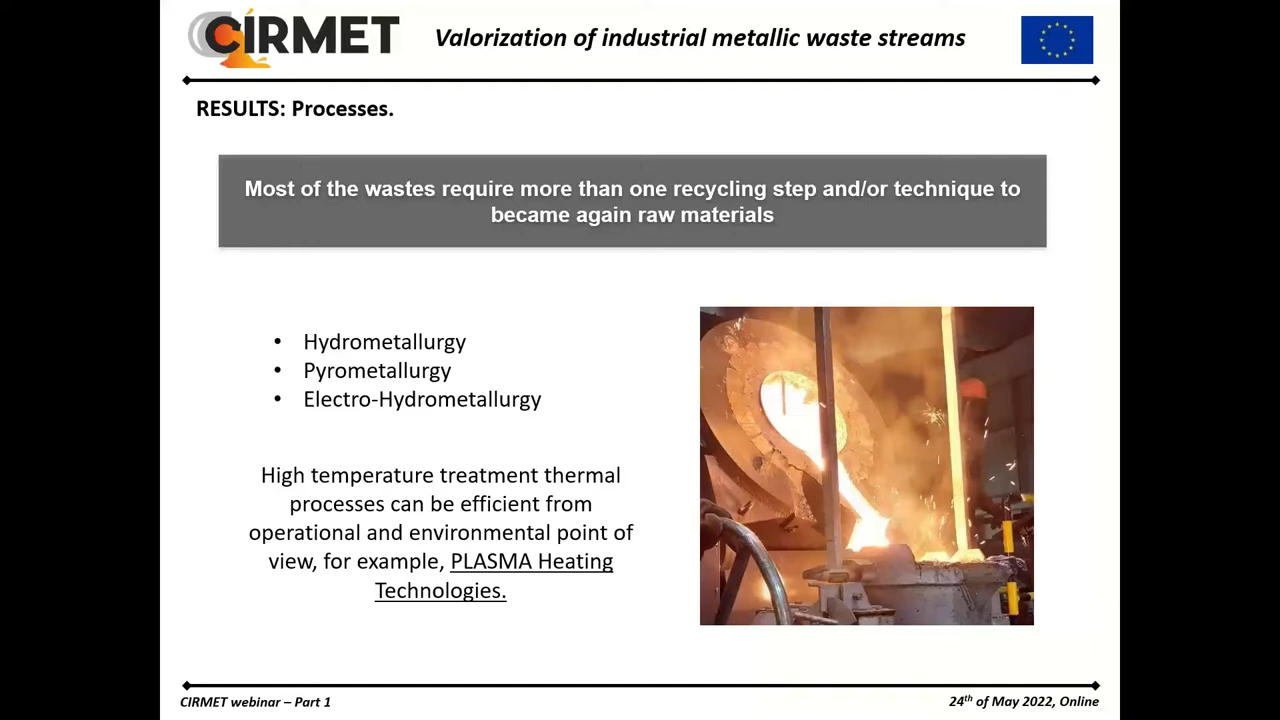 CIRMET
Valorization of industrial metallic waste streams
RESULTS: Processes.
Most of the wastes require more than one recycling step and/or technique to
became again raw materials
• Hydrometallurgy
• Pyrometallurgy
• Electro-Hydrometallurgy
High temperature treatment thermal
processes can be efficient from
operational and environmental point of
view, for example, PLASMA Heating
Technologies.
CIRMET webinar – Part 1
24th of May 2022, Online